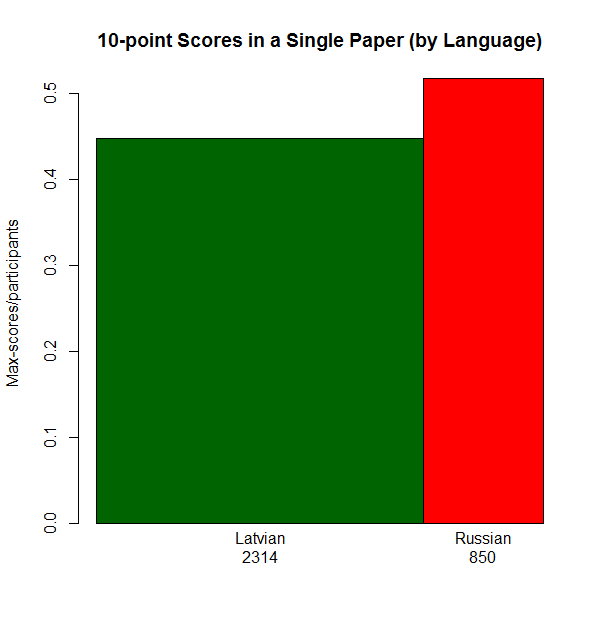 10-point Scores in a Single Paper (by Language)
Max-scores/participants
0.5
0.4
0.3
0.2
0.1
0.0
Latvian
2314
Russian
850